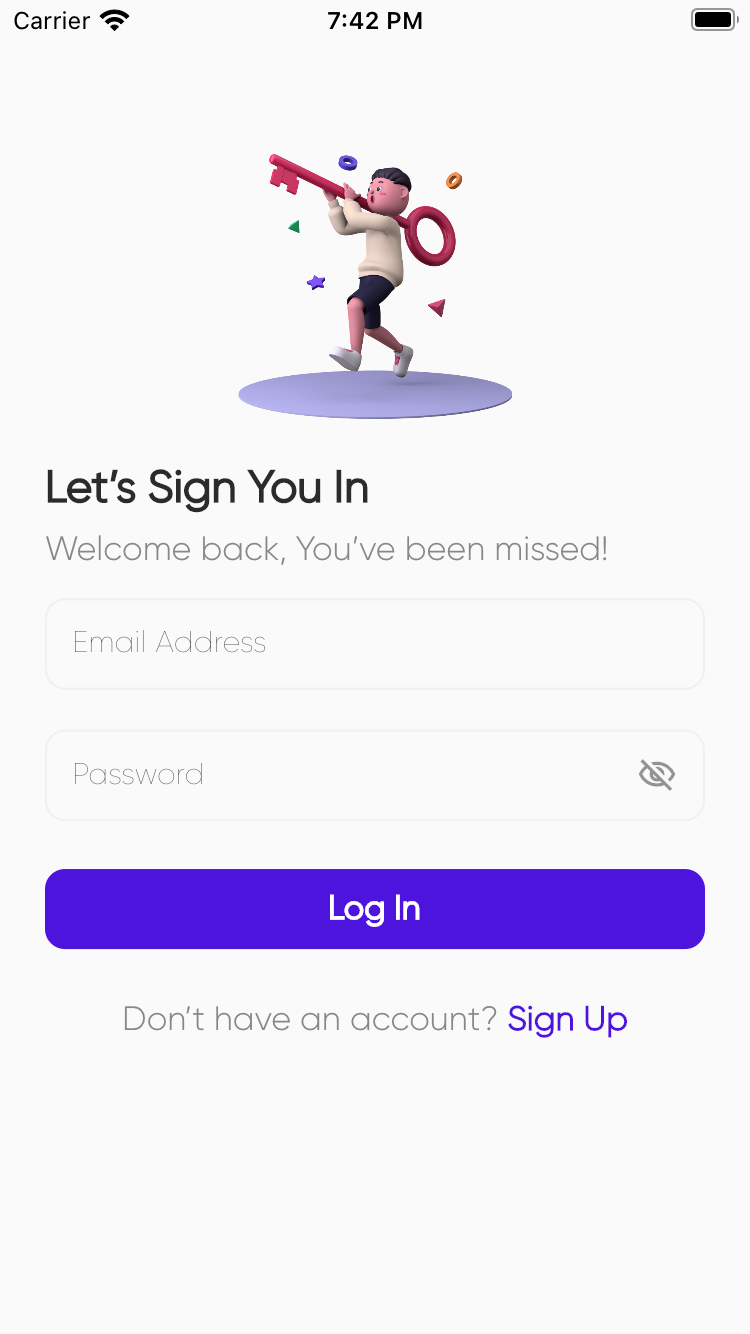 Carrier 7:42 PM
Let’s Sign You In
Welcome back, You’ve been missed!
Email Address
Password
Log In
Don’t have an account? Sign Up